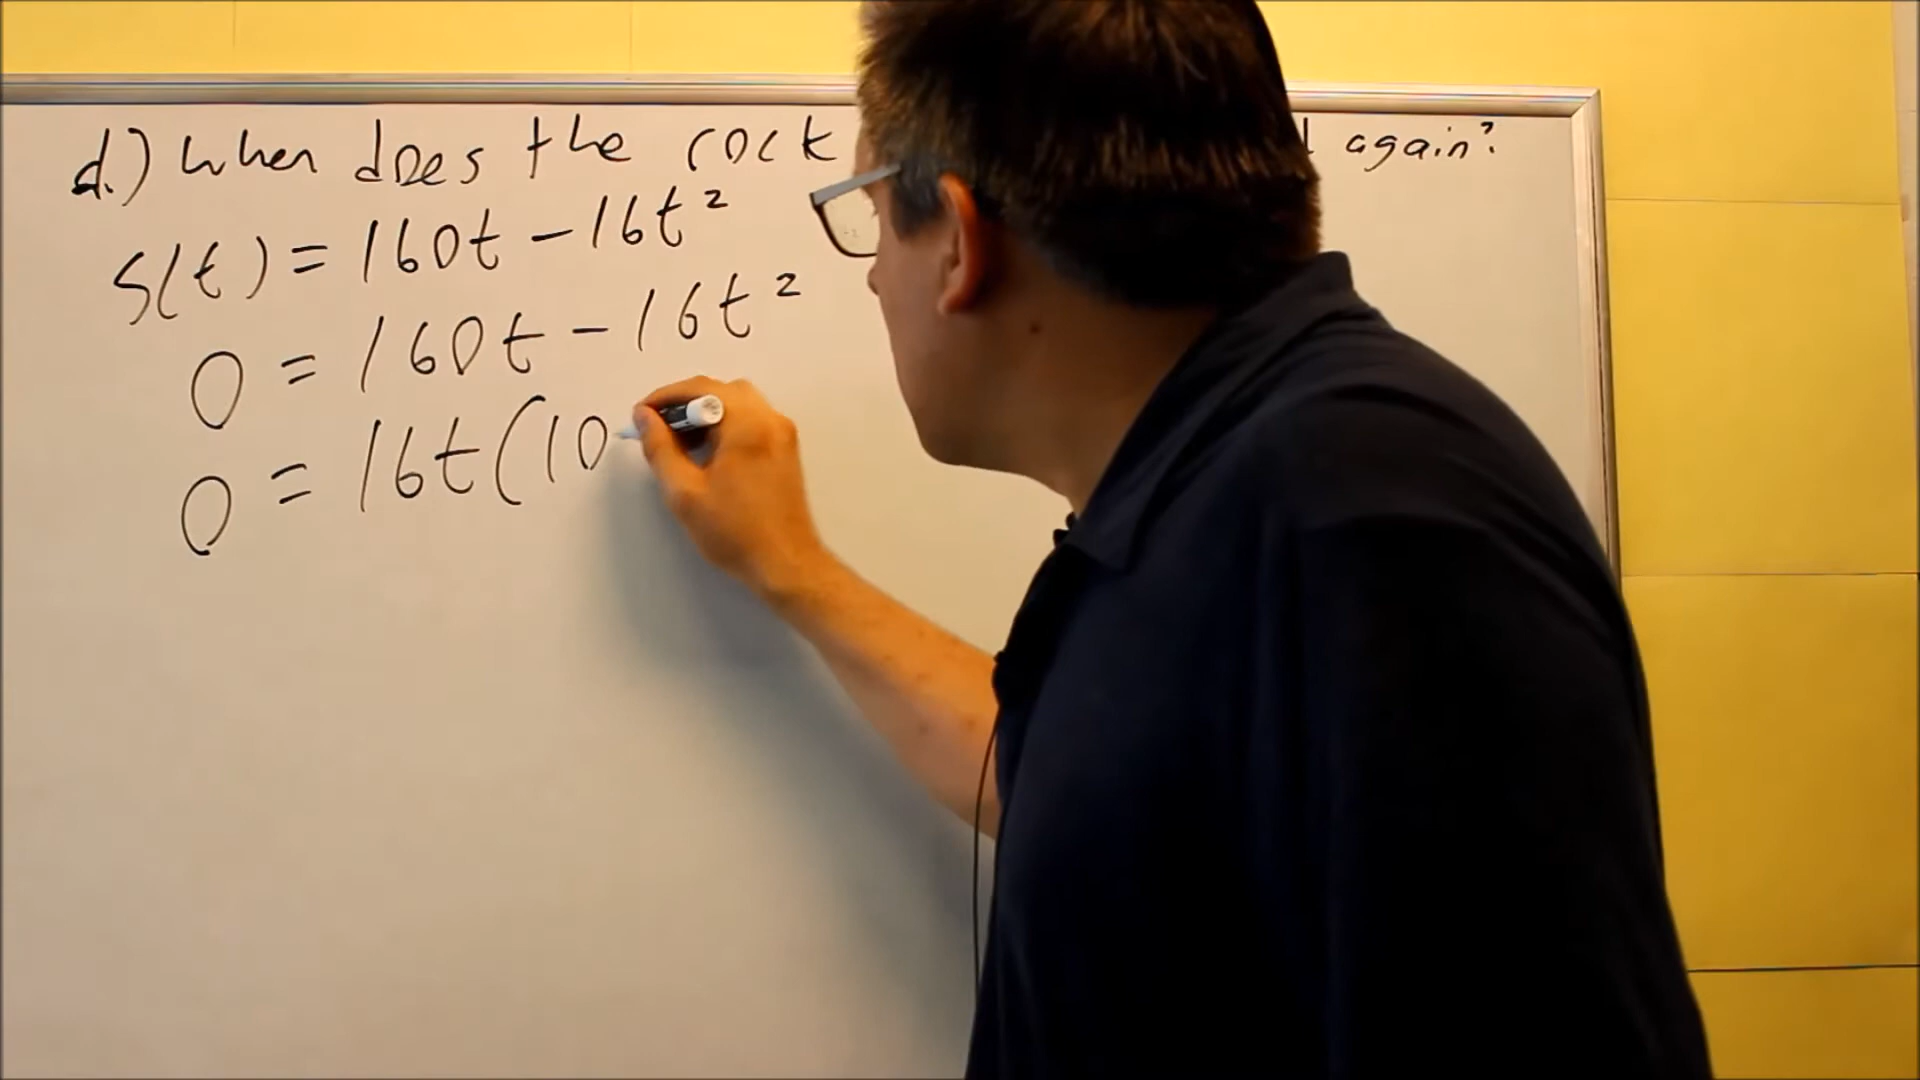 d.) When does the rock again?
s(t) = 160t - 16t²
0 = 160t - 16t²
0 = 16t(10